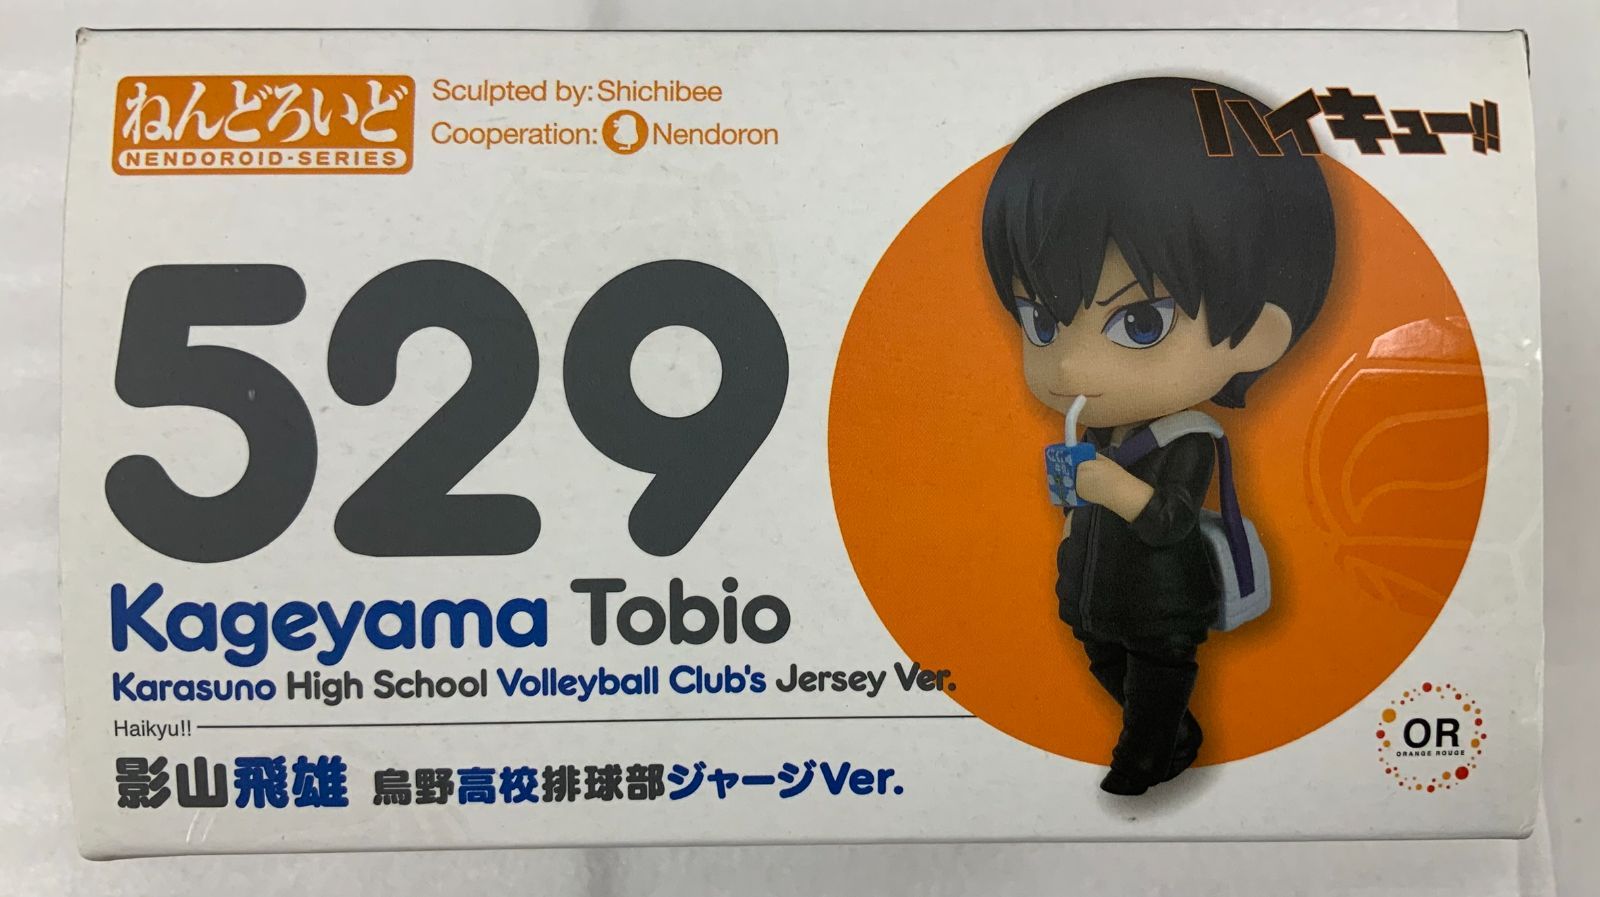 ねんどろいど
NENDOROID-SERIES
Sculpted by: Shichibee
Cooperation: Nendoron
ハイキュー!!
529
Kageyama Tobio
Karasuno High School Volleyball Club's Jersey Ver.
Haikyu!!
影山飛雄 烏野高校排球部ジャージVer.
OR
ORANGE ROUGE